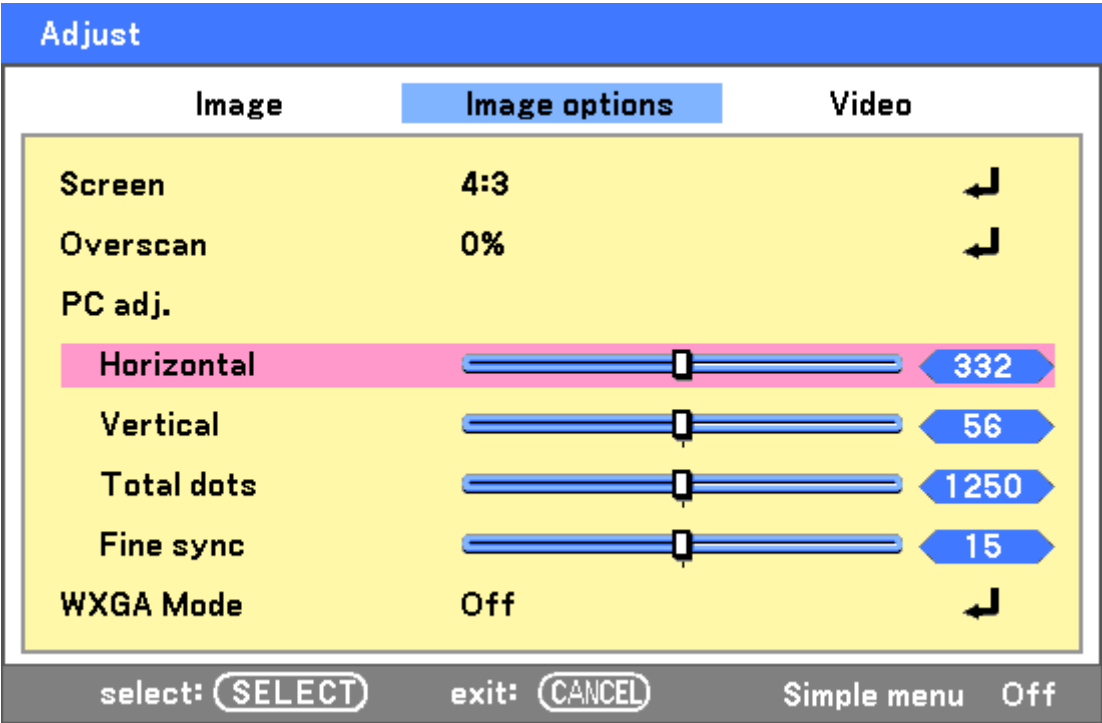 Adjust
Image Image options Video
Screen 4:3
Overscan 0%
PC adj.
Horizontal 332
Vertical 56
Total dots 1250
Fine sync 15
WXGA Mode Off
select: SELECT exit: CANCEL Simple menu Off